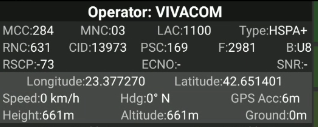 Operator: VIVACOM
MCC:284 MNC:03 LAC:1100 Type:HSPA+
RNC:631 CID:13973 PSC:169 F:2981 B:U8
RSCP:-73 ECNO:- SNR:-
Longitude:23.377270 Latitude:42.651401
Speed:0 km/h Hdg:0° N GPS Acc:6m
Height:661m Altitude:661m Ground:0m